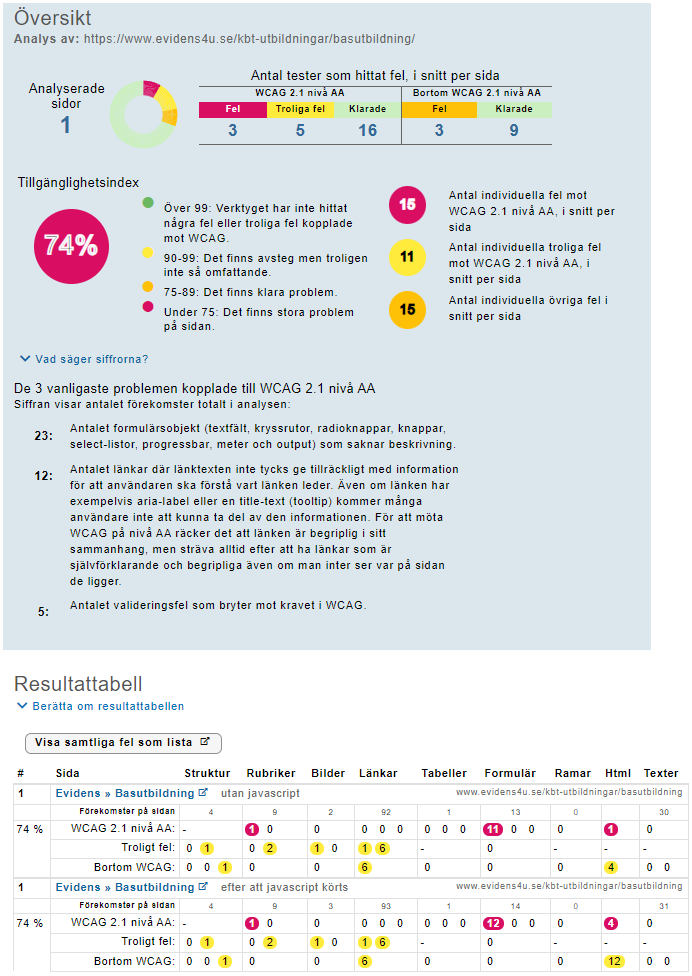 Översikt
Analys av: https://www.evidens4u.se/kbt-utbildningar/basutbildning/
Analyserade
sidor
1
Antal tester som hittat fel, i snitt per sida
WCAG 2.1 nivå AA Bortom WCAG 2.1 nivå AA
Fel Troliga fel Klarade Fel Klarade
3 5 16 3 9
Tillgänglighetsindex
74%
Över 99: Verktyget har inte hittat
några fel eller troliga fel kopplade
mot WCAG.
90-99: Det finns avsteg men troligen
inte så omfattande.
75-89: Det finns klara problem.
Under 75: Det finns stora problem
på sidan.
15 Antal individuella fel mot
WCAG 2.1 nivå AA, i snitt per
sida
11 Antal individuella troliga fel
mot WCAG 2.1 nivå AA, i
snitt per sida
15 Antal individuella övriga fel i
snitt per sida
Vad säger siffrorna?
De 3 vanligaste problemen kopplade till WCAG 2.1 nivå AA
Siffran visar antalet förekomster totalt i analysen:
23: Antalet formulärsobjekt (textfält, kryssrutor, radioknappar, knappar,
select-listor, progressbar, meter och output) som saknar beskrivning.
12: Antalet länkar där länktexten inte tycks ge tillräckligt med information
för att användaren ska förstå vart länken leder. Även om länken har
exempelvis aria-label eller en title-text (tooltip) kommer många
användare inte att kunna ta del av den informationen. För att möta
WCAG på nivå AA räcker det att länken är begriplig i sitt
sammanhang, men sträva alltid efter att ha länkar som är
självförklarande och begripliga även om man inter ser var på sidan
de ligger.
5: Antalet valideringsfel som bryter mot kravet i WCAG.
Resultattabell
Berätta om resultattabellen
Visa samtliga fel som lista
# Sida Struktur Rubriker Bilder Länkar Tabeller Formulär Ramar Html Texter
1 Evidens » Basutbildning utan javascript www.evidens4u.se/kbt-utbildningar/basutbildning
Förekomster på sidan 4 9 2 92 1 13 0 30
74 % WCAG 2.1 nivå AA: - 1 0 0 0 0 0 0 0 0 11 0 0 0 1 0
Troligt fel: 0 1 0 2 1 0 1 6 - 0 - - -
Bortom WCAG: 0 0 1 0 6 0 4 0 0
1 Evidens » Basutbildning efter att javascript körts www.evidens4u.se/kbt-utbildningar/basutbildning
Förekomster på sidan 4 9 3 93 1 14 0 31
74 % WCAG 2.1 nivå AA: - 1 0 0 0 0 0 0 0 0 12 0 0 0 4 0
Troligt fel: 0 1 0 2 1 0 1 6 - 0 - - -
Bortom WCAG: 0 0 1 0 6 0 12 0 0